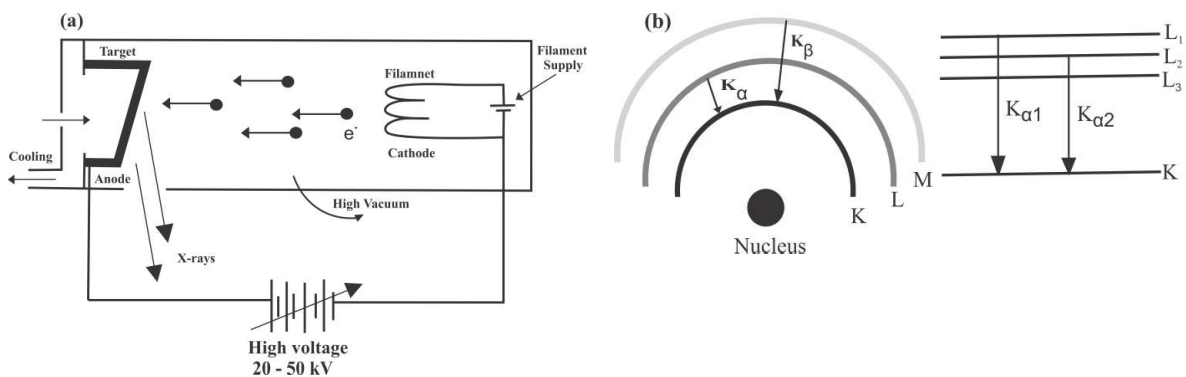 (a)
Target
Filamnet
Filament
Supply
e-
Cooling
Cathode
Anode
High Vacuum
X-rays
High voltage
20 - 50 kV
(b)
Kβ
Kα
M
L
K
Nucleus
L1
L2
L3
Kα1
Kα2
K